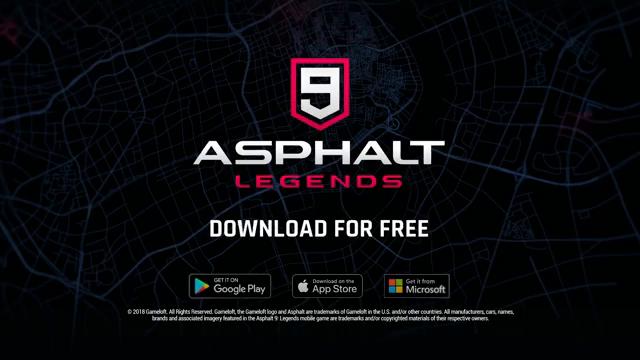 9
ASPHALT
LEGENDS
DOWNLOAD FOR FREE
GET IT ON
Google Play
Download on the
App Store
Get it from
Microsoft
© 2018 Gameloft. All Rights Reserved. Gameloft, the Gameloft logo and Asphalt are trademarks of Gameloft in the U.S. and/or other countries. All manufacturers, cars, names,
brands and associated imagery featured in the Asphalt 9: Legends mobile game are trademarks and/or copyrighted materials of their respective owners.